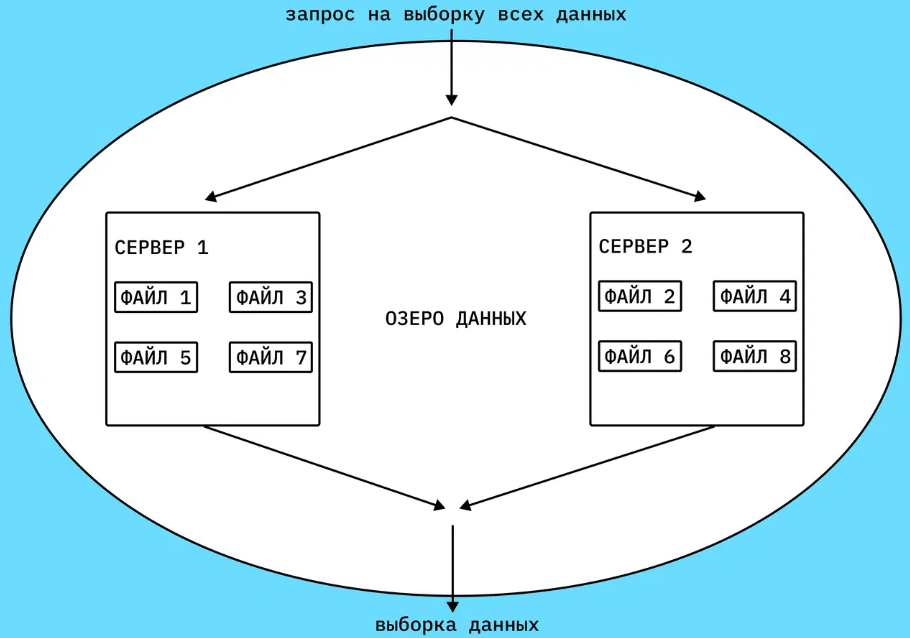 запрос на выборку всех данных
СЕРВЕР 1
ФАЙЛ 1 ФАЙЛ 3
ФАЙЛ 5 ФАЙЛ 7
ОЗЕРО ДАННЫХ
СЕРВЕР 2
ФАЙЛ 2 ФАЙЛ 4
ФАЙЛ 6 ФАЙЛ 8
выборка данных